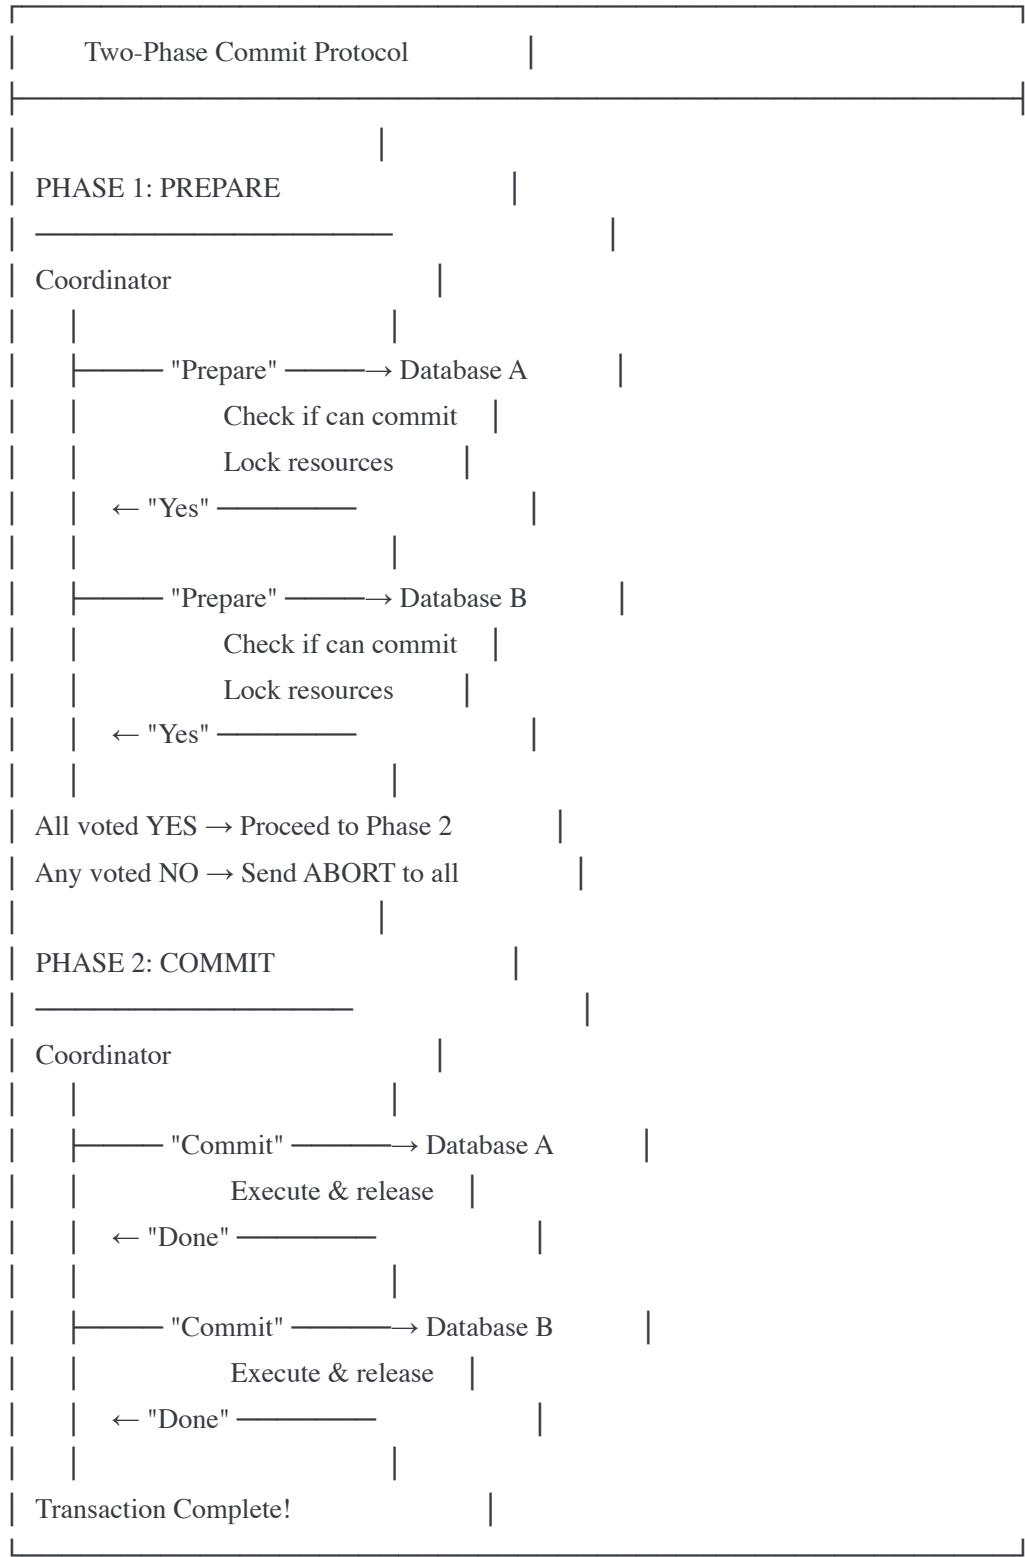 Two-Phase Commit Protocol
PHASE 1: PREPARE
Coordinator
"Prepare" → Database A
Check if can commit
Lock resources
← "Yes"
"Prepare" → Database B
Check if can commit
Lock resources
← "Yes"
All voted YES → Proceed to Phase 2
Any voted NO → Send ABORT to all
PHASE 2: COMMIT
Coordinator
"Commit" → Database A
Execute & release
← "Done"
"Commit" → Database B
Execute & release
← "Done"
Transaction Complete!